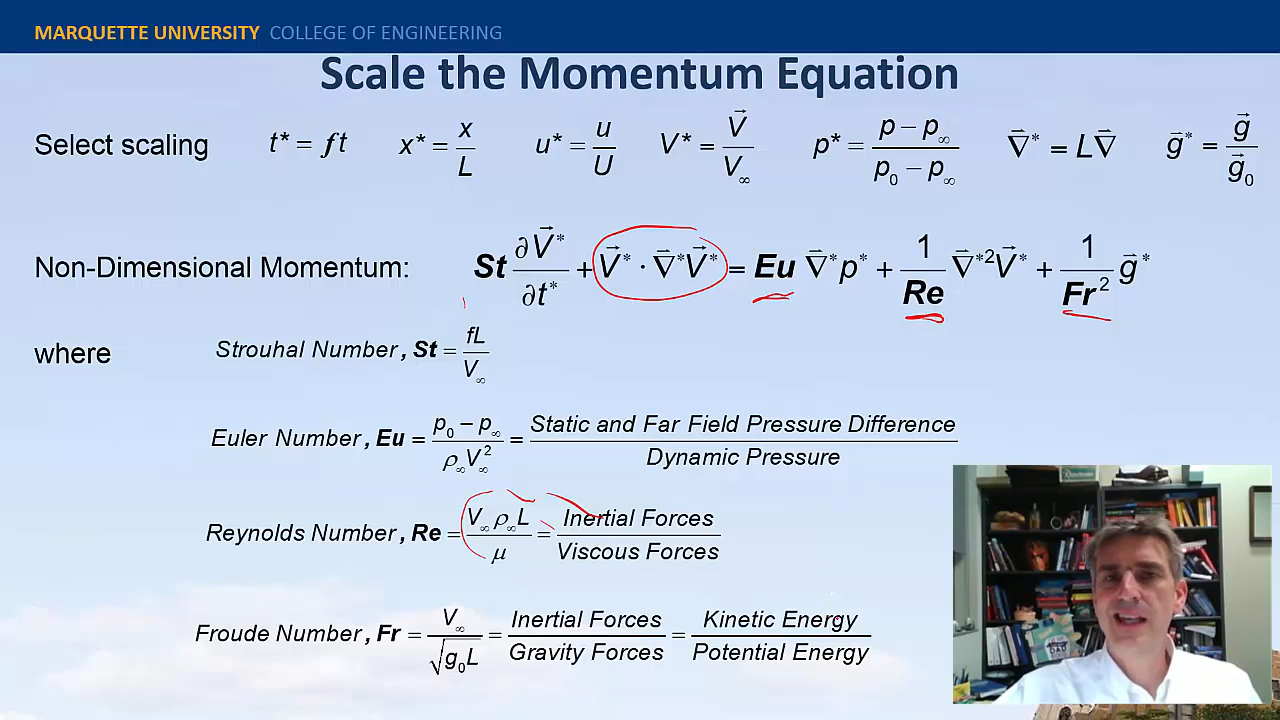 MARQUETTE UNIVERSITY COLLEGE OF ENGINEERING
Scale the Momentum Equation
Select scaling t* = ft x* = x/L u* = u/U V* = V⃗/V∞ p* = (p − p∞)/(p₀ − p∞) ∇⃗* = L∇⃗ g⃗* = g⃗/g⃗₀
Non-Dimensional Momentum: St ∂V⃗*/∂t* + V⃗* · ∇⃗*V⃗* = Eu ∇⃗*p* + 1/Re ∇⃗*²V⃗* + 1/Fr² g⃗*
where Strouhal Number, St = fL/V∞
Euler Number, Eu = (p₀ − p∞)/(ρ∞V∞²) = Static and Far Field Pressure Difference/Dynamic Pressure
Reynolds Number, Re = V∞ρ∞L/μ = Inertial Forces/Viscous Forces
Froude Number, Fr = V∞/√(g₀L) = Inertial Forces/Gravity Forces = Kinetic Energy/Potential Energy